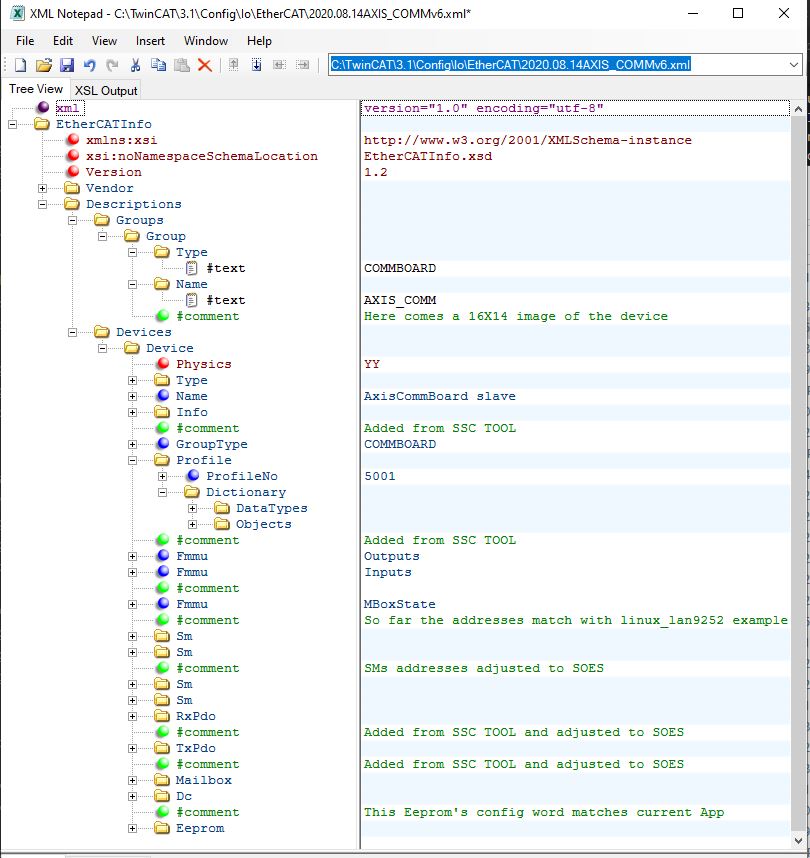 XML Notepad - C:\TwinCAT\3.1\Config\Io\EtherCAT\2020.08.14AXIS_COMMv6.xml*
File Edit View Insert Window Help
C:\TwinCAT\3.1\Config\Io\EtherCAT\2020.08.14AXIS_COMMv6.xml
Tree View XSL Output
xml version="1.0" encoding="utf-8"
EtherCATInfo
xmlns:xsi http://www.w3.org/2001/XMLSchema-instance
xsi:noNamespaceSchemaLocation EtherCATInfo.xsd
Version 1.2
Vendor
Descriptions
Groups
Group
Type
#text COMMBOARD
Name
#text AXIS_COMM
#comment Here comes a 16X14 image of the device
Devices
Device
Physics YY
Type
Name AxisCommBoard slave
Info
#comment Added from SSC TOOL
GroupType COMMBOARD
Profile
ProfileNo 5001
Dictionary
DataTypes
Objects
#comment Added from SSC TOOL
Fmmu Outputs
Fmmu Inputs
#comment
Fmmu MBoxState
#comment So far the addresses match with linux_lan9252 example
Sm
Sm
#comment SMs addresses adjusted to SOES
Sm
Sm
RxPdo
#comment Added from SSC TOOL and adjusted to SOES
TxPdo
#comment Added from SSC TOOL and adjusted to SOES
Mailbox
Dc
#comment This Eeprom's config word matches current App
Eeprom